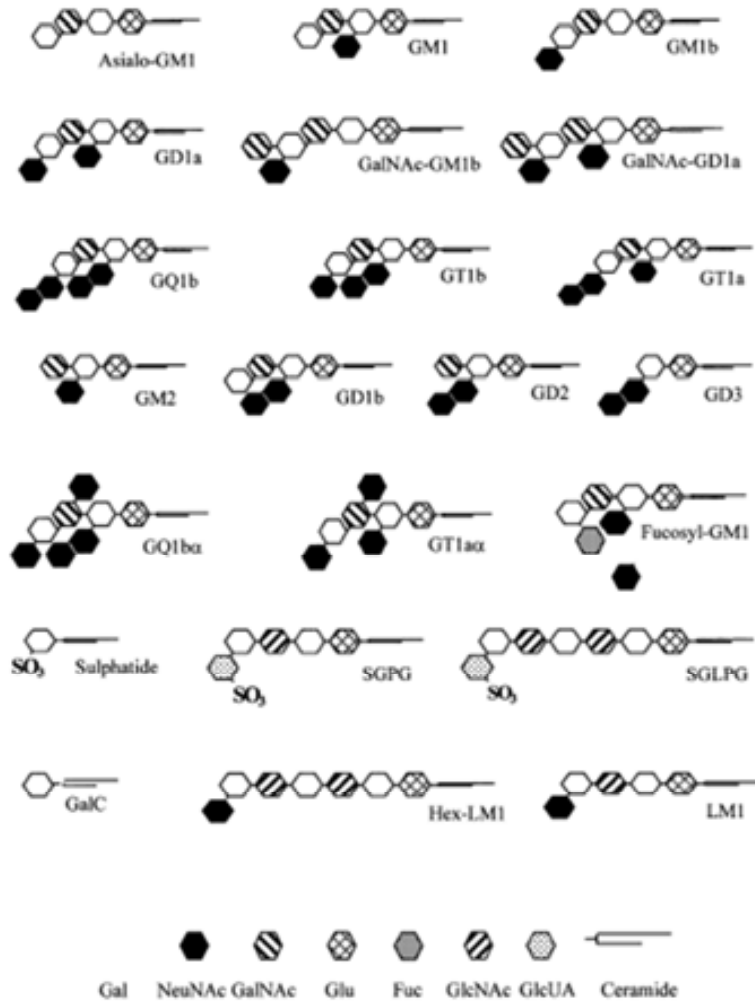 Asialo-GM1 GM1 GM1b
GD1a GalNAc-GM1b GalNAc-GD1a
GQ1b GT1b GT1a
GM2 GD1b GD2 GD3
GQ1bα GT1aα Fucosyl-GM1
SO₃ Sulphatide SGPG SO₃ SGLPG SO₃
GalC Hex-LM1 LM1
Gal NeuNAc GalNAc Glu Fuc GlcNAc GlcUA Ceramide